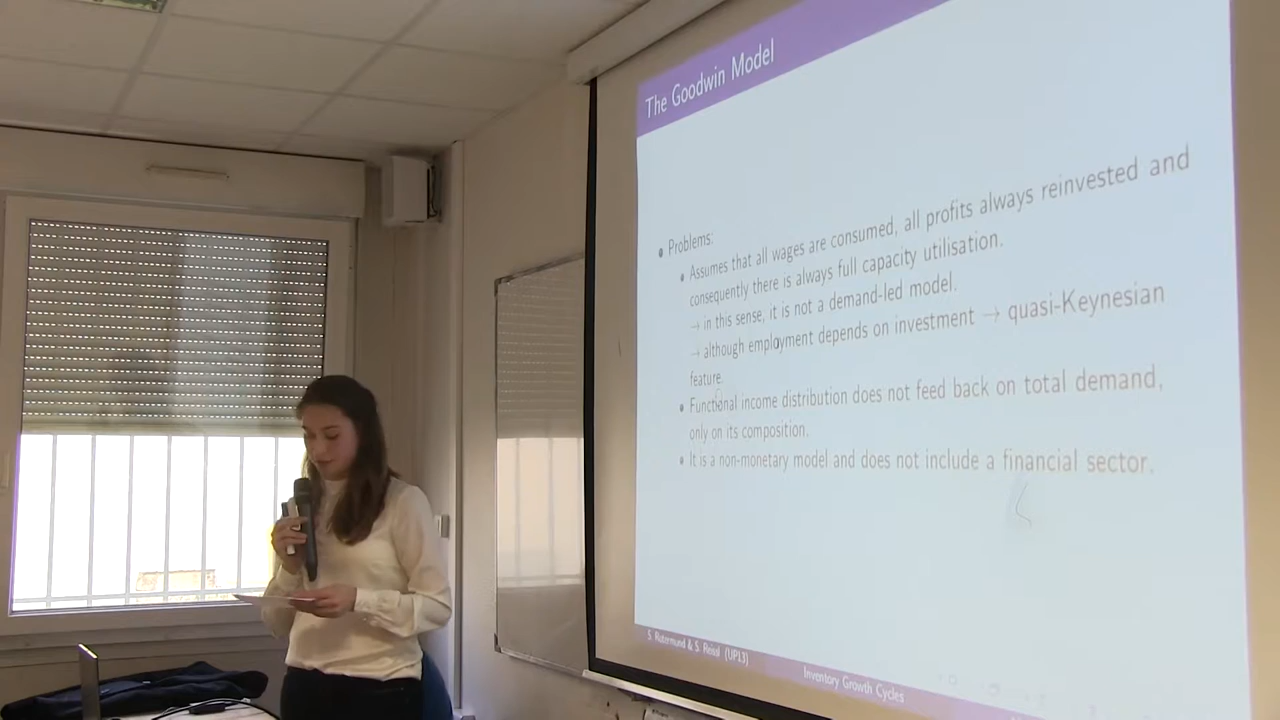 The Goodwin Model
• Problems:
• Assumes that all wages are consumed, all profits always reinvested and
consequently there is always full capacity utilisation.
→ in this sense, it is not a demand-led model.
→ although employment depends on investment → quasi-Keynesian
feature.
• Functional income distribution does not feed back on total demand,
only on its composition.
• It is a non-monetary model and does not include a financial sector.
S. & S. Reissl (UP13)
Inventory Growth Cycles